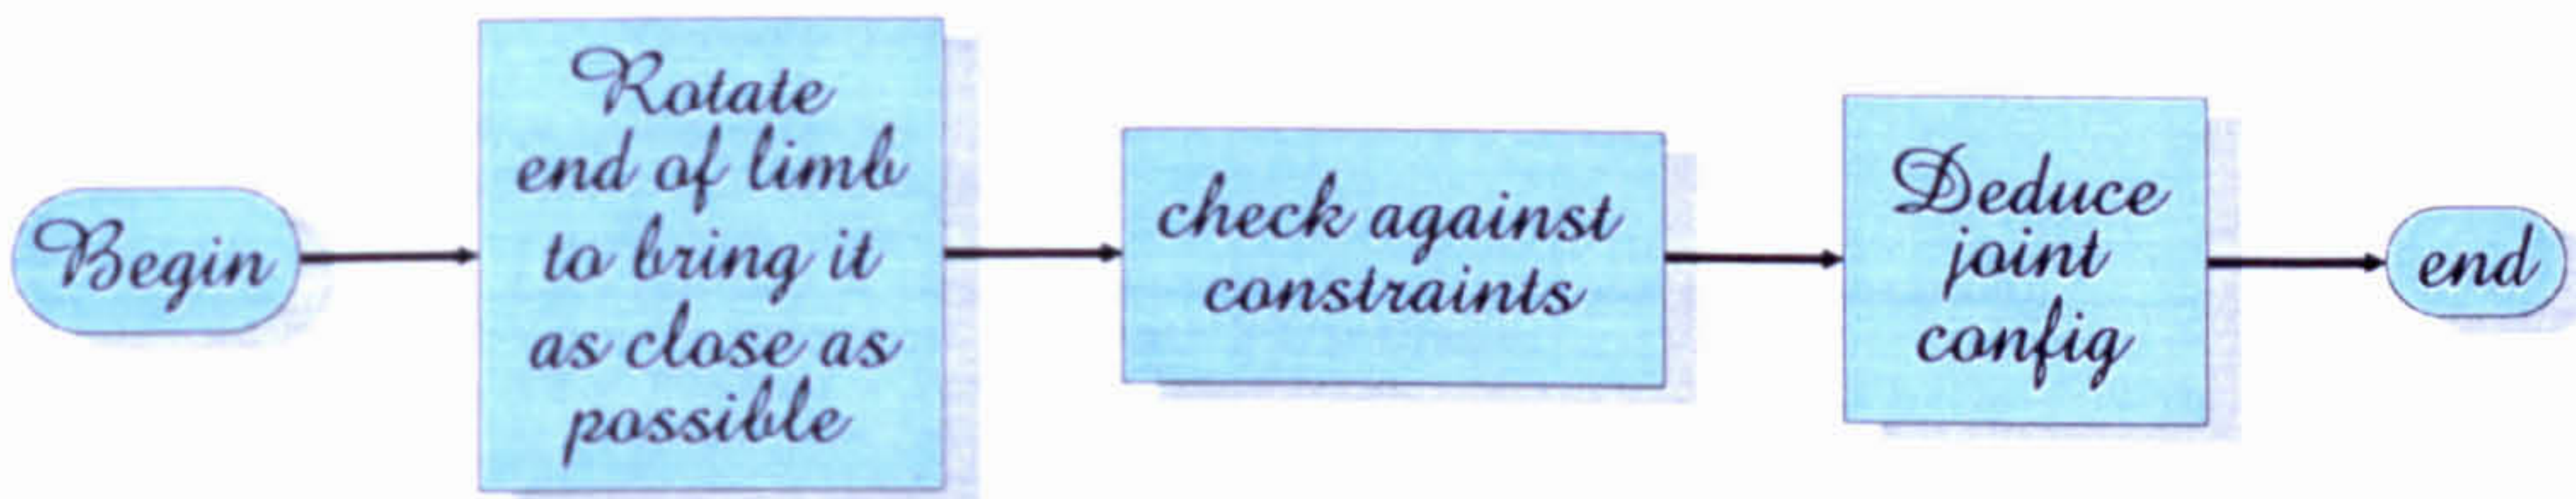 Begin
Rotate
end of limb
to bring it
as close as
possible
check against
constraints
Deduce
joint
config
end